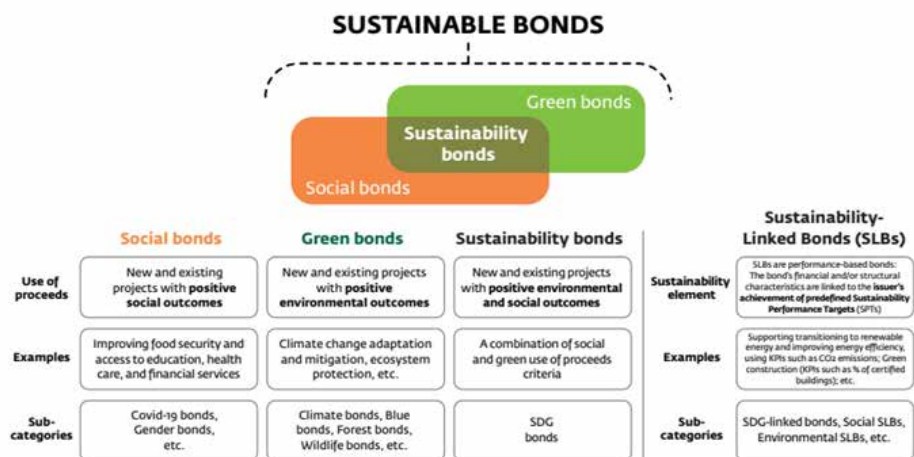 SUSTAINABLE BONDS
Green bonds
Sustainability
bonds
Social bonds
Social bonds
Green bonds
Sustainability bonds
Sustainability-
Linked Bonds (SLBs)
Use of
proceeds
New and existing
projects with positive
social outcomes
New and existing projects
with positive
environmental outcomes
New and existing projects
with positive environmental
and social outcomes
Sustainability
element
SLBs are performance-based bonds:
The bond's financial and/or structural
characteristics are linked to the issuer's
achievement of predefined Sustainability
Performance Targets (SPTs)
Examples
Improving food security and
access to education, health
care, and financial services
Climate change adaptation
and mitigation, ecosystem
protection, etc.
A combination of social
and green use of proceeds
criteria
Examples
Supporting transitioning to renewable
energy and improving energy efficiency,
using KPIs such as CO2 emissions; Green
construction (KPIs such as % of certified
buildings); etc.
Sub-
categories
Covid-19 bonds,
Gender bonds,
etc.
Climate bonds, Blue
bonds, Forest bonds,
Wildlife bonds, etc.
SDG
bonds
Sub-
categories
SDG-linked bonds, Social SLBs,
Environmental SLBs, etc.